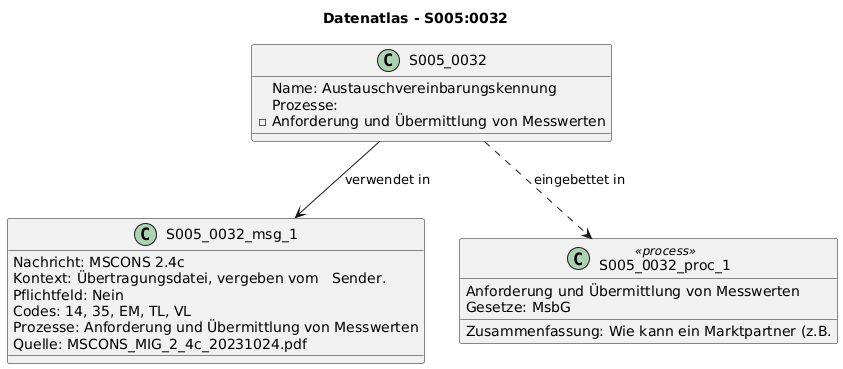 Datenatlas - S005:0032
C S005_0032
Name: Austauschvereinbarungskennung
Prozesse:
Anforderung und Übermittlung von Messwerten
verwendet in
eingebettet in
C S005_0032_msg_1
Nachricht: MSCONS 2.4c
Kontext: Übertragungsdatei, vergeben vom   Sender.
Pflichtfeld: Nein
Codes: 14, 35, EM, TL, VL
Prozesse: Anforderung und Übermittlung von Messwerten
Quelle: MSCONS_MIG_2_4c_20231024.pdf
C «process»
S005_0032_proc_1
Anforderung und Übermittlung von Messwerten
Gesetze: MsbG
Zusammenfassung: Wie kann ein Marktpartner (z.B.